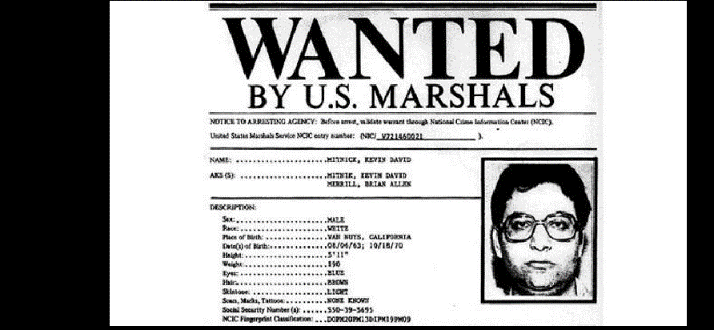 WANTED
BY U.S. MARSHALS
NOTICE TO ARRESTING AGENCY: Before arrest, validate warrant through National Crime Information Center (NCIC).
United States Marshals Service NCIC entry number: (NIC/ W721460021 ).
NAME: ....................MITNICK, KEVIN DAVID
AKS (S): ....................MITNIK, KEVIN DAVID
MERRILL, BRIAN ALLEN
DESCRIPTION:
Sex: ....................MALE
Race: ....................WHITE
Place of Birth: ..............VAN NUYS, CALIFORNIA
Date(s) of Birth: .............08/06/63; 10/18/70
Height: ....................5'11"
Weight: ....................190
Eyes: ....................BLUE
Hair: ....................BROWN
Skintone: ....................LIGHT
Scars, Marks, Tattoos: .........NONE KNOWN
Social Security Number (s): ......550-39-5695
NCIC Fingerprint Classification: ...